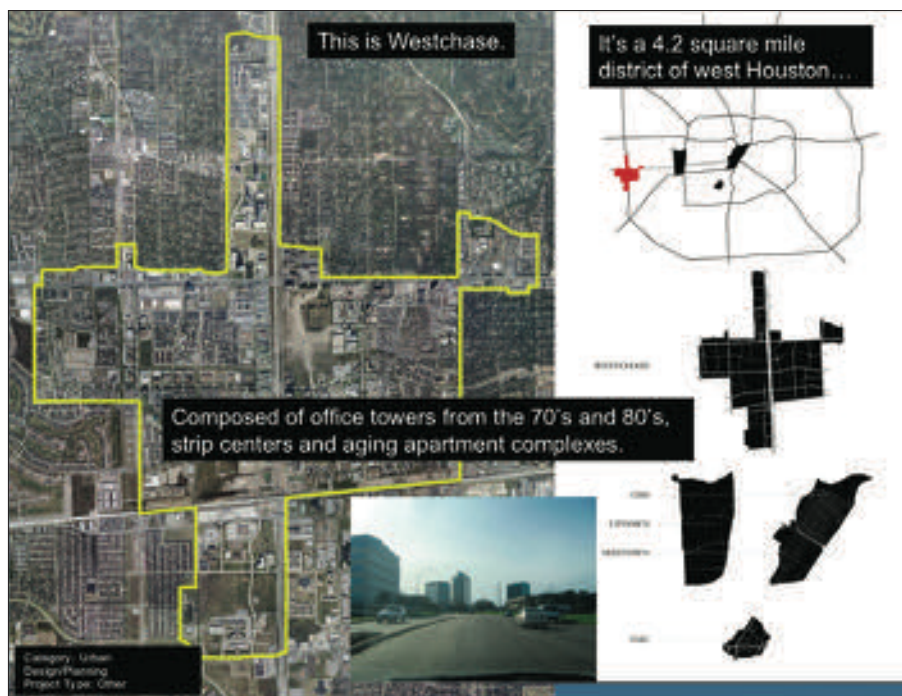 This is Westchase.
It's a 4.2 square mile
district of west Houston....
Composed of office towers from the 70's and 80's,
strip centers and aging apartment complexes.
Category: Urban
Design/Planning
Project Type: Other